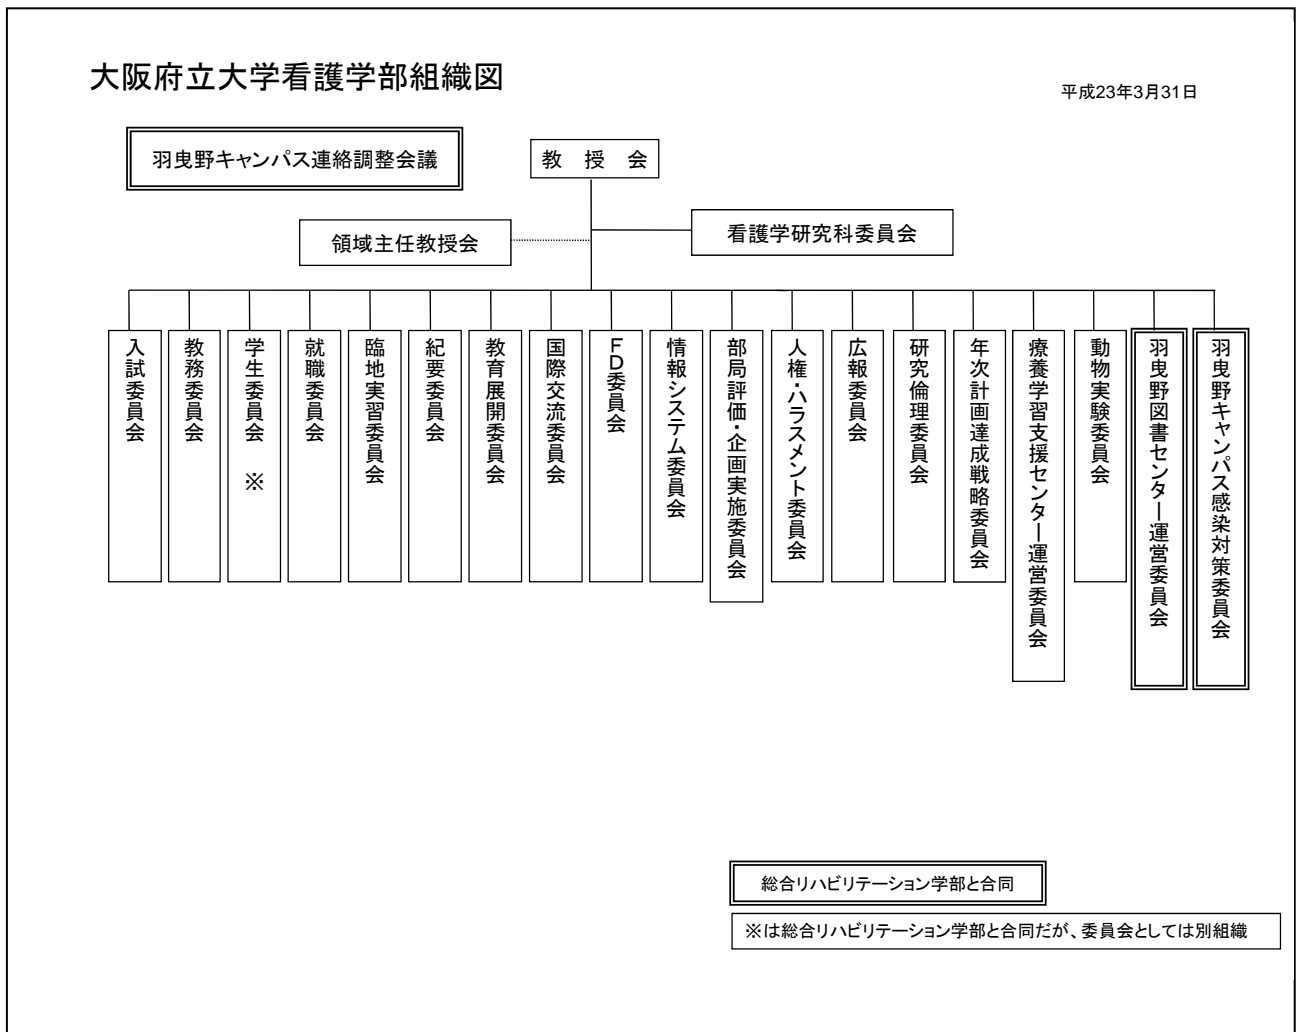 大阪府立大学看護学部組織図
平成23年3月31日
羽曳野キャンパス連絡調整会議
教 授 会
領域主任教授会
看護学研究科委員会
入試委員会
教務委員会
学生委員会 ※
就職委員会
臨地実習委員会
紀要委員会
教育展開委員会
国際交流委員会
FD委員会
情報システム委員会
部局評価・企画実施委員会
人権・ハラスメント委員会
広報委員会
研究倫理委員会
年次計画達成戦略委員会
療養学習支援センター運営委員会
動物実験委員会
羽曳野図書センター運営委員会
羽曳野キャンパス感染対策委員会
総合リハビリテーション学部と合同
※は総合リハビリテーション学部と合同だが、委員会としては別組織